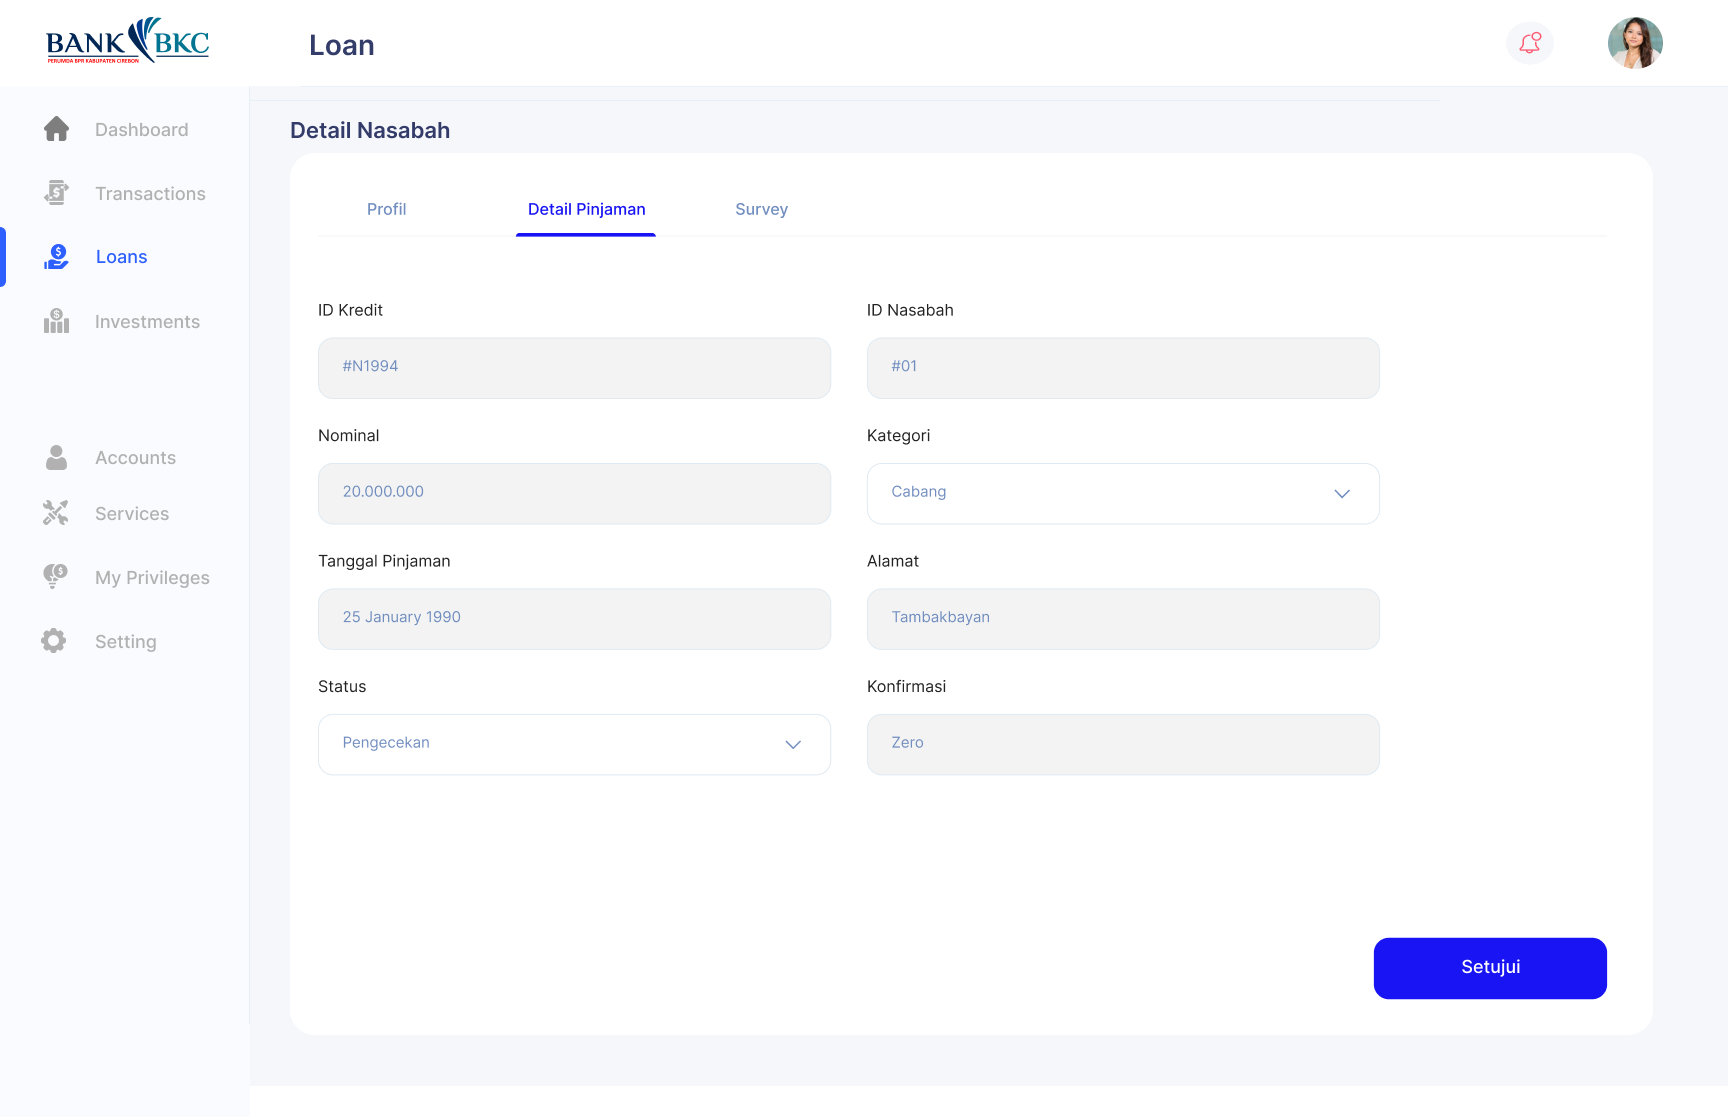 BANK BKC
PERUMDA BPR KABUPATEN CIREBON
Loan
Dashboard
Transactions
Loans
Investments
Accounts
Services
My Privileges
Setting
Detail Nasabah
Profil
Detail Pinjaman
Survey
ID Kredit
ID Nasabah
#N1994
#01
Nominal
Kategori
20.000.000
Cabang
Tanggal Pinjaman
Alamat
25 January 1990
Tambakbayan
Status
Konfirmasi
Pengecekan
Zero
Setujui